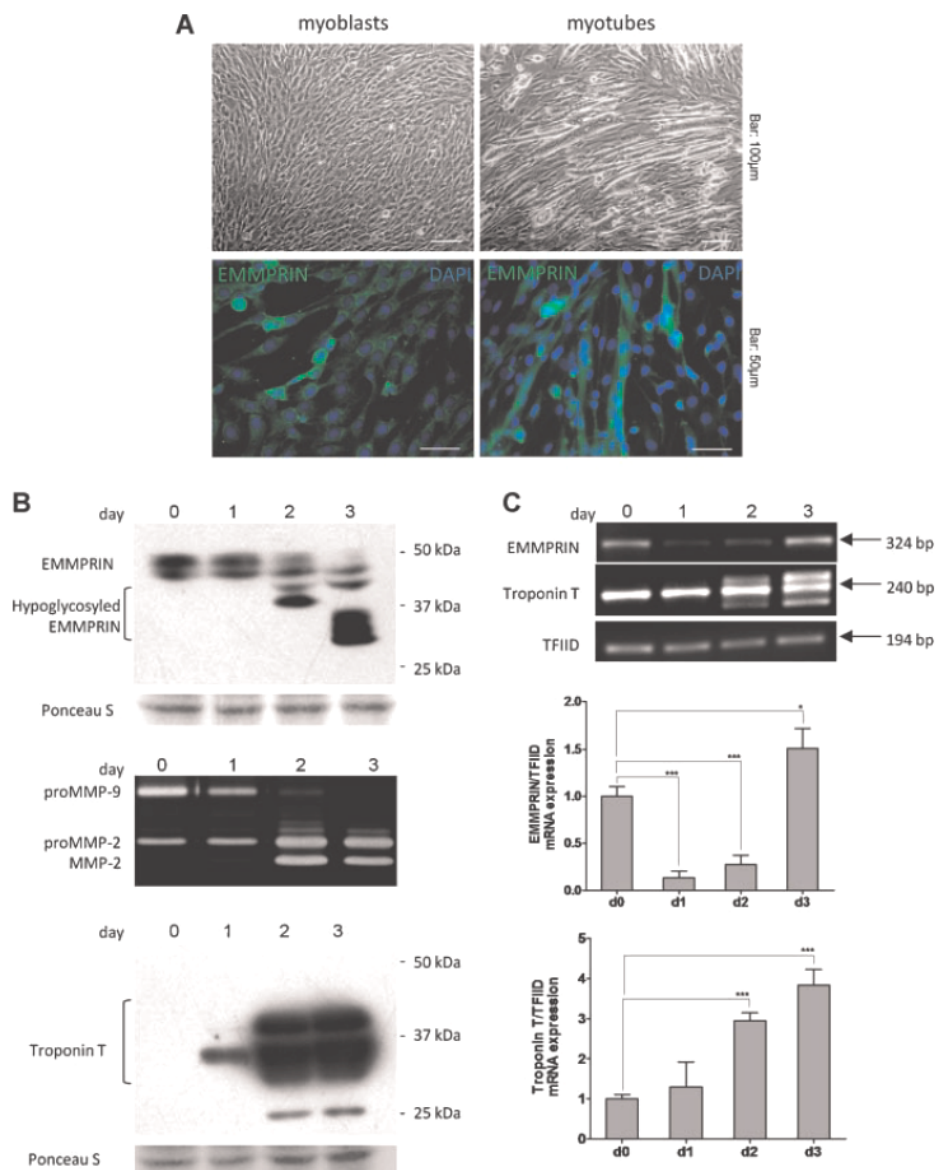 A
myoblasts
myotubes
Bar: 100µm
EMMPRIN DAPI
EMMPRIN DAPI
Bar: 50µm
B
day 0 1 2 3
EMMPRIN
Hypoglycosyled
EMMPRIN
- 50 kDa
- 37 kDa
- 25 kDa
Ponceau S
day 0 1 2 3
proMMP-9
proMMP-2
MMP-2
day 0 1 2 3
Troponin T
- 50 kDa
- 37 kDa
- 25 kDa
Ponceau S
C
day 0 1 2 3
EMMPRIN 324 bp
Troponin T 240 bp
TFIID 194 bp
EMMPRIN/TFIID
mRNA expression
2.0
1.5
1.0
0.5
0.0
***
***
*
d0 d1 d2 d3
Troponin T/TFIID
mRNA expression
5
4
3
2
1
0
***
***
d0 d1 d2 d3